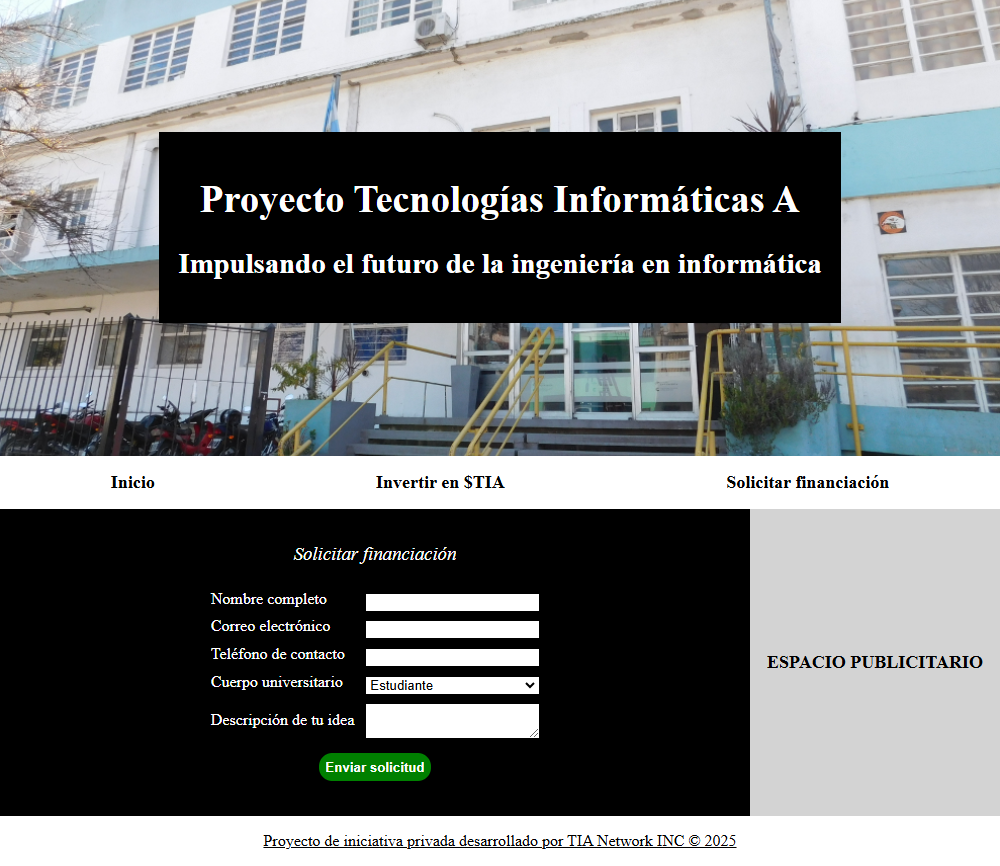 Proyecto Tecnologías Informáticas A
Impulsando el futuro de la ingeniería en informática
Inicio
Invertir en $TIA
Solicitar financiación
Solicitar financiación
Nombre completo
Correo electrónico
Teléfono de contacto
Cuerpo universitario
Estudiante
Descripción de tu idea
Enviar solicitud
ESPACIO PUBLICITARIO
Proyecto de iniciativa privada desarrollado por TIA Network INC © 2025